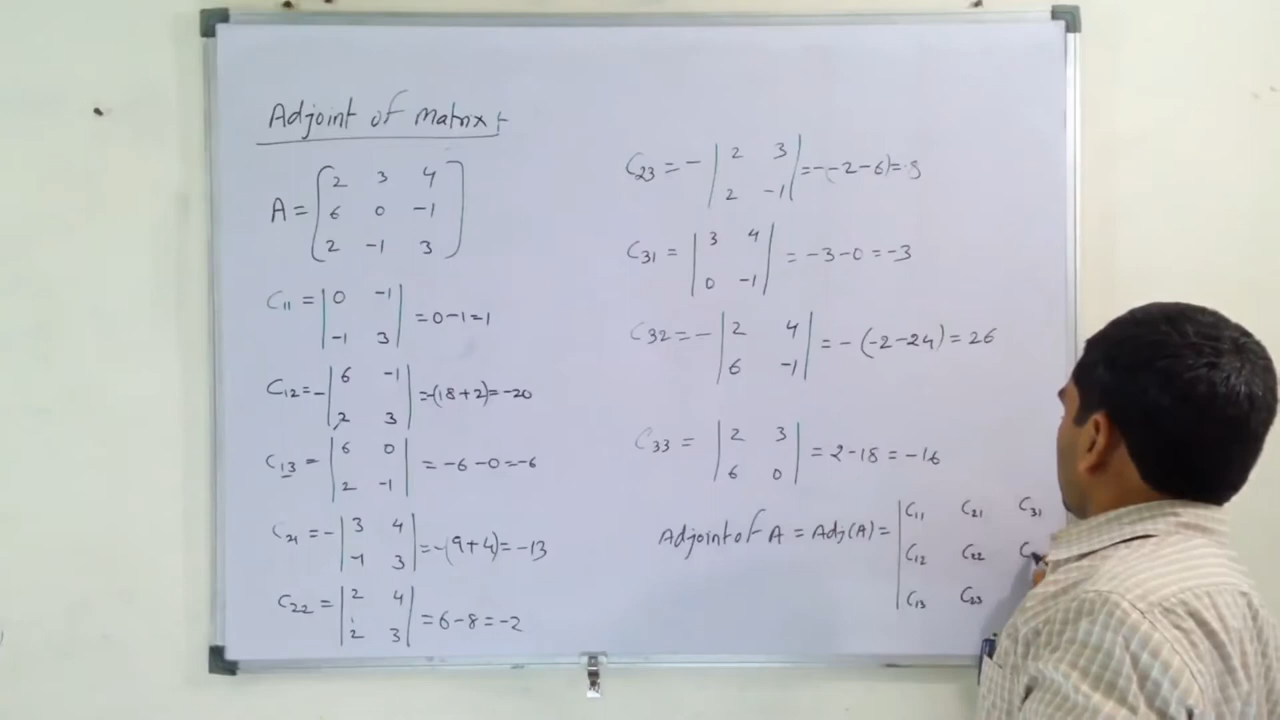 Adjoint of matrix
A = [ 2 3 4
6 0 -1
2 -1 3 ]
C11 = | 0 -1
-1 3 | = 0-1=1
C12 = - | 6 -1
2 3 | = -(18+2) = -20
C13 = | 6 0
2 -1 | = -6-0=-6
C21 = - | 3 4
-1 3 | = -(9+4) = -13
C22 = | 2 4
2 3 | = 6-8 = -2
C23 = - | 2 3
2 -1 | = -(-2-6) = -8
C31 = | 3 4
0 -1 | = -3-0 = -3
C32 = - | 2 4
6 -1 | = -(-2-24) = 26
C33 = | 2 3
6 0 | = 2-18 = -16
Adjoint of A = Adj(A) = | C11 C21 C31
C12 C22 C
C13 C23